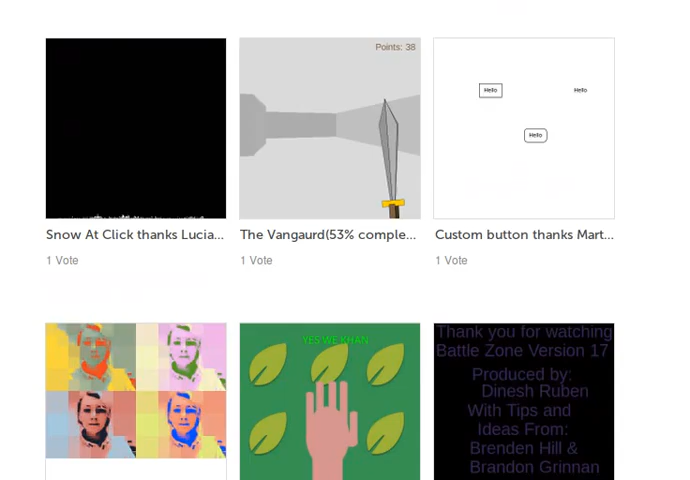 Points: 38
Hello
Hello
Hello
Snow At Click thanks Lucia...
The Vangaurd(53% comple...
Custom button thanks Mart...
1 Vote
1 Vote
1 Vote
YES WE KHAN
Thank you for watching
Battle Zone Version 17
Produced by:
Dinesh Ruben
With Tips and
Ideas From:
Brenden Hill &
Brandon Grinnan